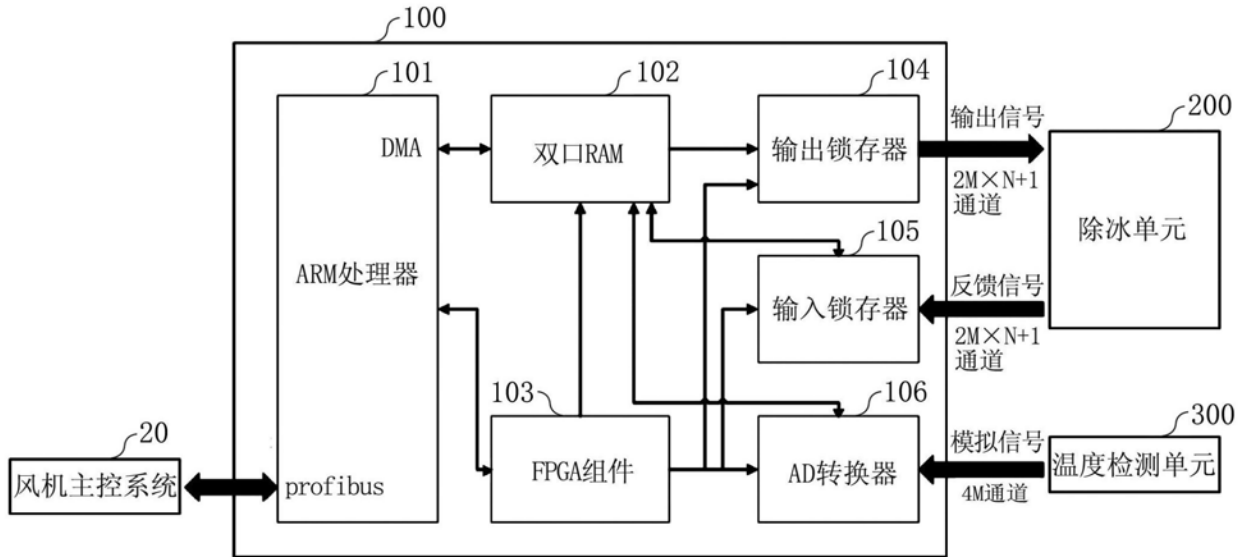 100
101
102
104
200
DMA
双口RAM
输出锁存器
输出信号
2M×N+1
通道
除冰单元
105
ARM处理器
输入锁存器
反馈信号
2M×N+1
通道
103
106
300
20
FPGA组件
AD转换器
模拟信号
4M通道
温度检测单元
风机主控系统
profibus